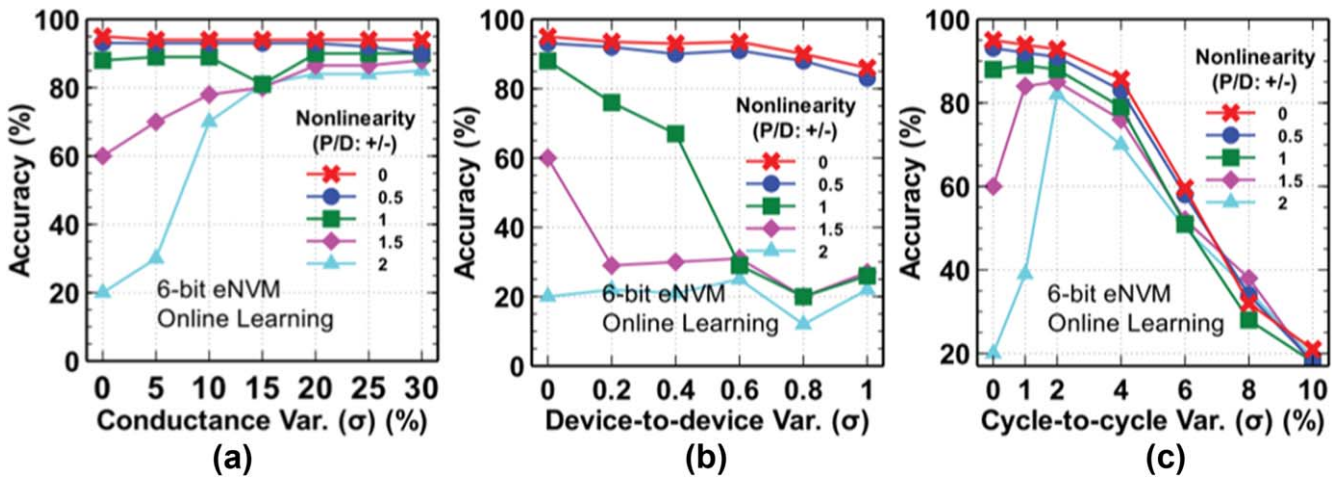 Accuracy (%)
100
80
60
40
20
0
Nonlinearity
(P/D: +/-)
0
0.5
1
1.5
2
6-bit eNVM
Online Learning
0 5 10 15 20 25 30
Conductance Var. (σ) (%)
(a)
Accuracy (%)
100
80
60
40
20
0
Nonlinearity
(P/D: +/-)
0
0.5
1
1.5
2
6-bit eNVM
Online Learning
0 0.2 0.4 0.6 0.8 1
Device-to-device Var. (σ)
(b)
Accuracy (%)
100
80
60
40
20
Nonlinearity
(P/D: +/-)
0
0.5
1
1.5
2
6-bit eNVM
Online Learning
0 1 2 4 6 8 10
Cycle-to-cycle Var. (σ) (%)
(c)